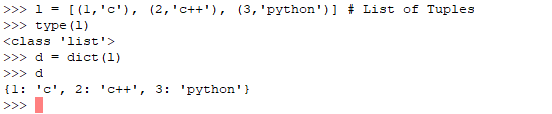 >>> l = [(1,'c'), (2,'c++'), (3,'python')] # List of Tuples
>>> type(l)
<class 'list'>
>>> d = dict(l)
>>> d
{1: 'c', 2: 'c++', 3: 'python'}
>>>